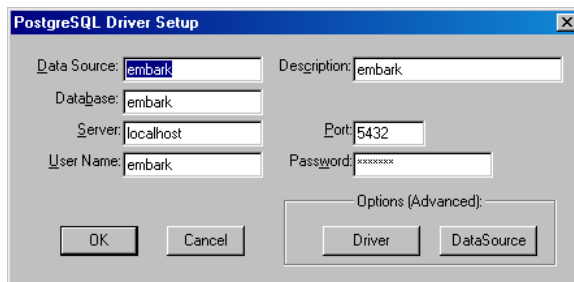 PostgreSQL Driver Setup
Data Source: embark Description: embark
Database: embark
Server: localhost Port: 5432
User Name: embark Password: *******
Options (Advanced):
OK Cancel Driver DataSource